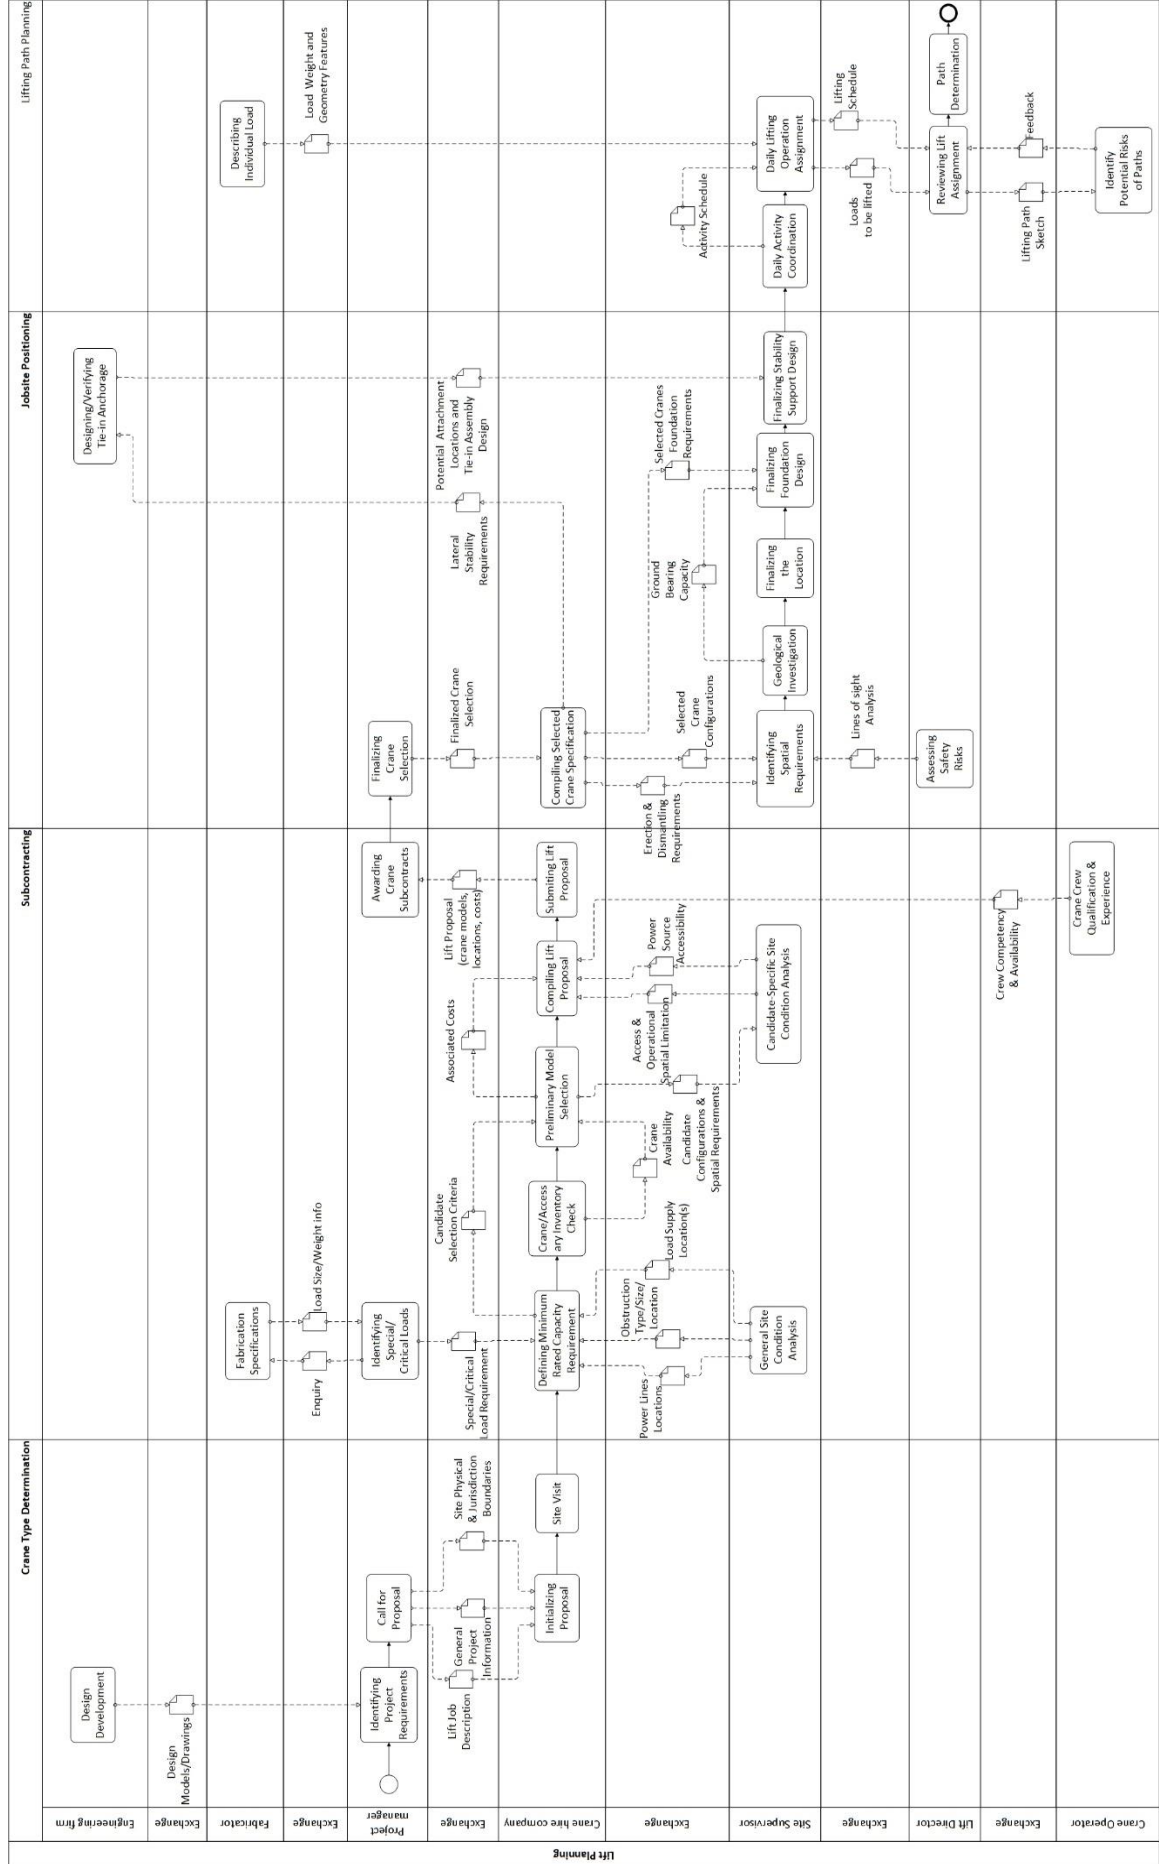 Lift Planning
Crane Type Determination
Subcontracting
Jobsite Positioning
Lifting Path Planning
Engineering firm
Design
Development
Designing/Verifying
Tie-in Anchorage
Exchange
Design
Models/Drawings
Fabricator
Fabrication
Specifications
Describing
Individual Load
Exchange
Enquiry
Load Size/Weight info
Load Weight and
Geometry Features
Project
manager
Identifying
Project
Requirements
Call for
Proposal
Identifying
Special/
Critical Loads
Awarding
Crane
Subcontracts
Finalizing
Crane
Selection
Exchange
Lift Job
Description
General
Project
Information
Site Physical
& Jurisdiction
Boundaries
Special/Critical
Load Requirement
Candidate
Selection Criteria
Associated Costs
Lift Proposal
(crane models,
locations, costs)
Finalized Crane
Selection
Lateral
Stability
Requirements
Potential Attachment
Locations and
Tie-in Assembly
Design
Crane hire company
Initializing
Proposal
Site Visit
Defining Minimum
Rated Capacity
Requirement
Crane/Access
ary Inventory
Check
Preliminary Model
Selection
Compiling Lift
Proposal
Submiting Lift
Proposal
Compiling Selected
Crane Specification
Exchange
Power Lines
Locations
Obstruction
Type/Size/
Location
Load Supply
Location(s)
Crane
Availability
Candidate
Configurations &
Spatial Requirements
Access &
Operational
Spatial Limitation
Power
Source
Accessibility
Erection &
Dismantling
Requirements
Selected
Crane
Configurations
Ground
Bearing
Capacity
Selected Cranes
Foundation
Requirements
Activity Schedule
Site Supervisor
General Site
Condition
Analysis
Candidate-Specific Site
Condition Analysis
Identifying
Spatial
Requirements
Geological
Investigation
Finalizing
the
Location
Finalizing
Foundation
Design
Finalizing Stability
Support Design
Daily Activity
Coordination
Daily Lifting
Operation
Assignment
Exchange
Lines of sight
Analysis
Loads
to be lifted
Lifting
Schedule
Lift Director
Assessing
Safety
Risks
Reviewing Lift
Assignment
Path
Determination
Exchange
Crew Competency
& Availability
Lifting Path
Sketch
Feedback
Crane Operator
Crane Crew
Qualification &
Experience
Identify
Potential Risks
of Paths